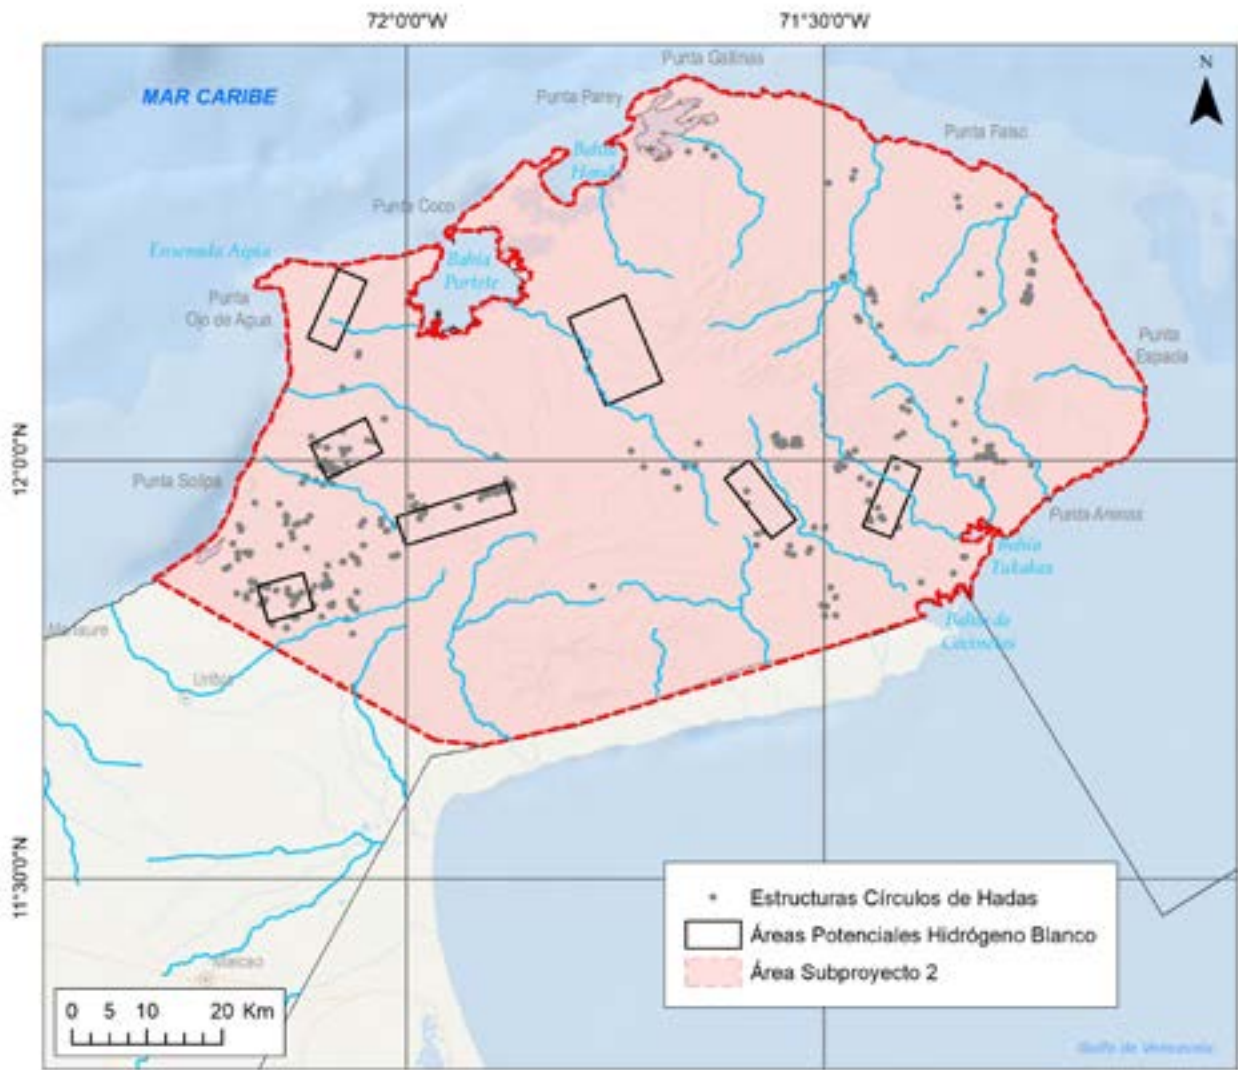 72°0'0"W
71°30'0"W
Punta Gallinas
N
MAR CARIBE
Punta Parey
Punta Falso
Bahía
Honda
Punta Coco
Ensenada Aipia
Bahía
Portete
Punta
Ojo de Agua
Punta
Espada
12°0'0"N
Punta Solipa
Punta Arenas
Bahía
Tukakas
Bahía de
Cocinetas
Manaure
Uribia
11°30'0"N
Estructuras Círculos de Hadas
Áreas Potenciales Hidrógeno Blanco
Área Subproyecto 2
Maicao
0 5 10 20 Km
Golfo de Venezuela